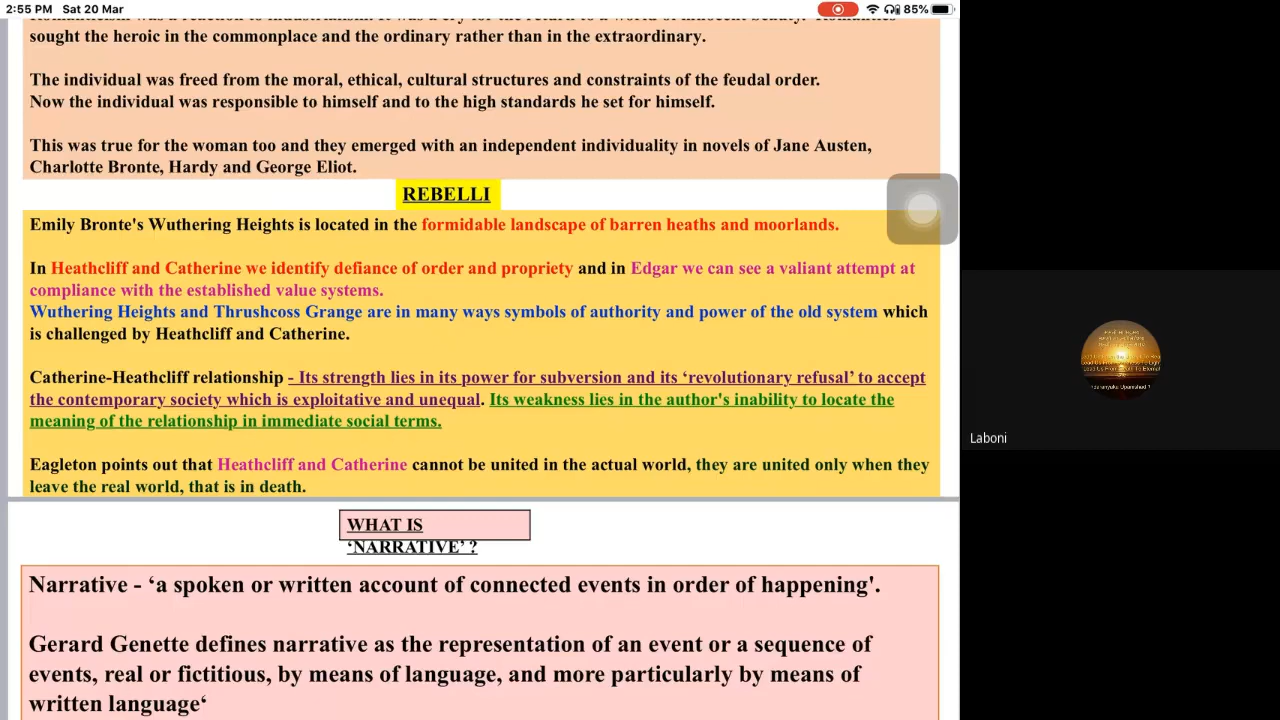 2:55 PM Sat 20 Mar 85%
sought the heroic in the commonplace and the ordinary rather than in the extraordinary.
The individual was freed from the moral, ethical, cultural structures and constraints of the feudal order.
Now the individual was responsible to himself and to the high standards he set for himself.
This was true for the woman too and they emerged with an independent individuality in novels of Jane Austen,
Charlotte Bronte, Hardy and George Eliot.
REBELLI
Emily Bronte's Wuthering Heights is located in the formidable landscape of barren heaths and moorlands.
In Heathcliff and Catherine we identify defiance of order and propriety and in Edgar we can see a valiant attempt at
compliance with the established value systems.
Wuthering Heights and Thrushcoss Grange are in many ways symbols of authority and power of the old system which
is challenged by Heathcliff and Catherine.
Catherine-Heathcliff relationship - Its strength lies in its power for subversion and its ‘revolutionary refusal’ to accept
the contemporary society which is exploitative and unequal. Its weakness lies in the author's inability to locate the
meaning of the relationship in immediate social terms.
Eagleton points out that Heathcliff and Catherine cannot be united in the actual world, they are united only when they
leave the real world, that is in death.
WHAT IS
‘NARRATIVE’ ?
Narrative - ‘a spoken or written account of connected events in order of happening'.
Gerard Genette defines narrative as the representation of an event or a sequence of
events, real or fictitious, by means of language, and more particularly by means of
written language‘
Laboni